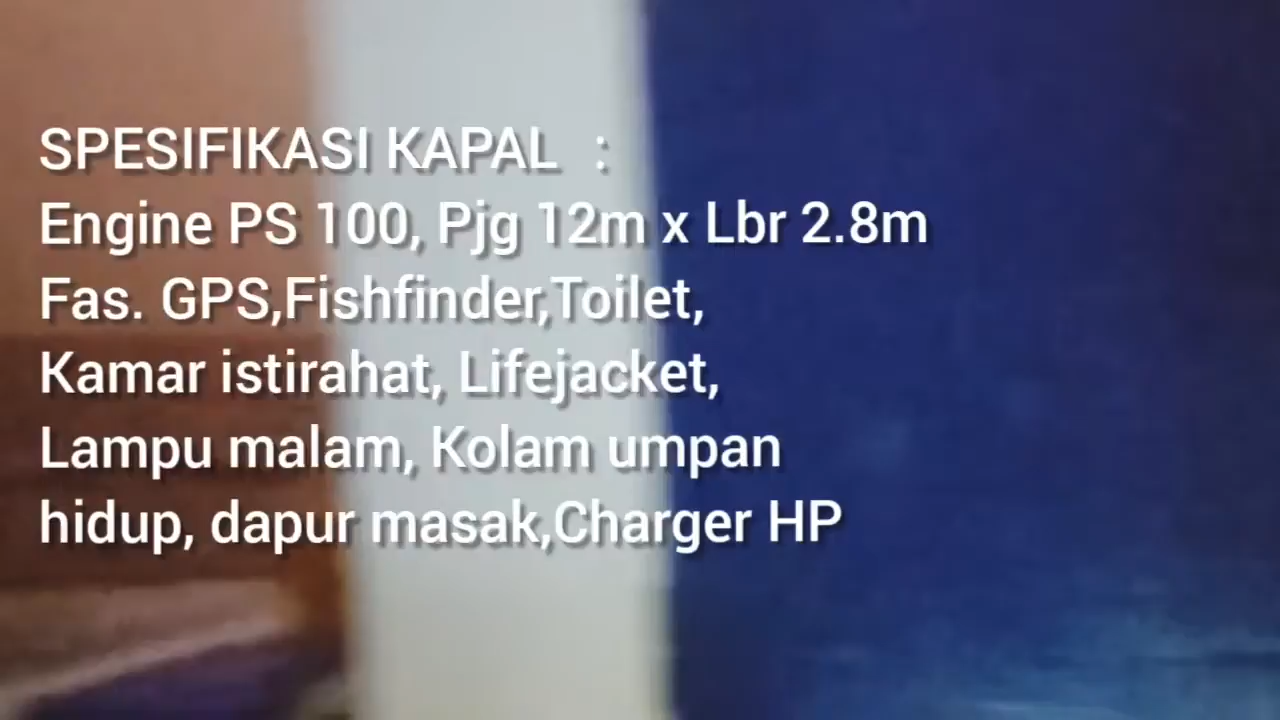 SPESIFIKASI KAPAL :
Engine PS 100, Pjg 12m x Lbr 2.8m
Fas. GPS,Fishfinder,Toilet,
Kamar istirahat, Lifejacket,
Lampu malam, Kolam umpan
hidup, dapur masak,Charger HP